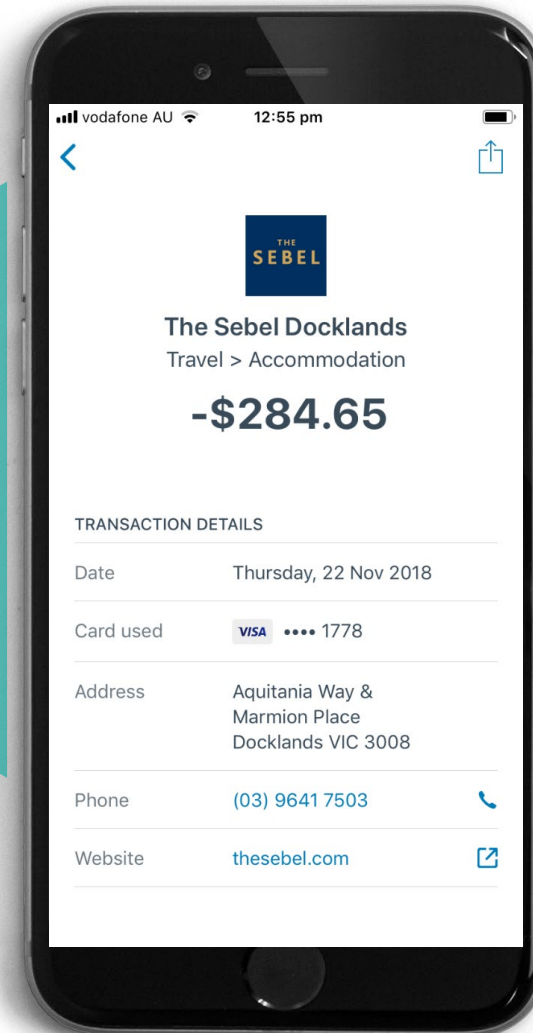 vodafone AU 12:55 pm
THE
SEBEL
The Sebel Docklands
Travel > Accommodation
-$284.65
TRANSACTION DETAILS
Date Thursday, 22 Nov 2018
Card used VISA •••• 1778
Address Aquitania Way &
Marmion Place
Docklands VIC 3008
Phone (03) 9641 7503
Website thesebel.com